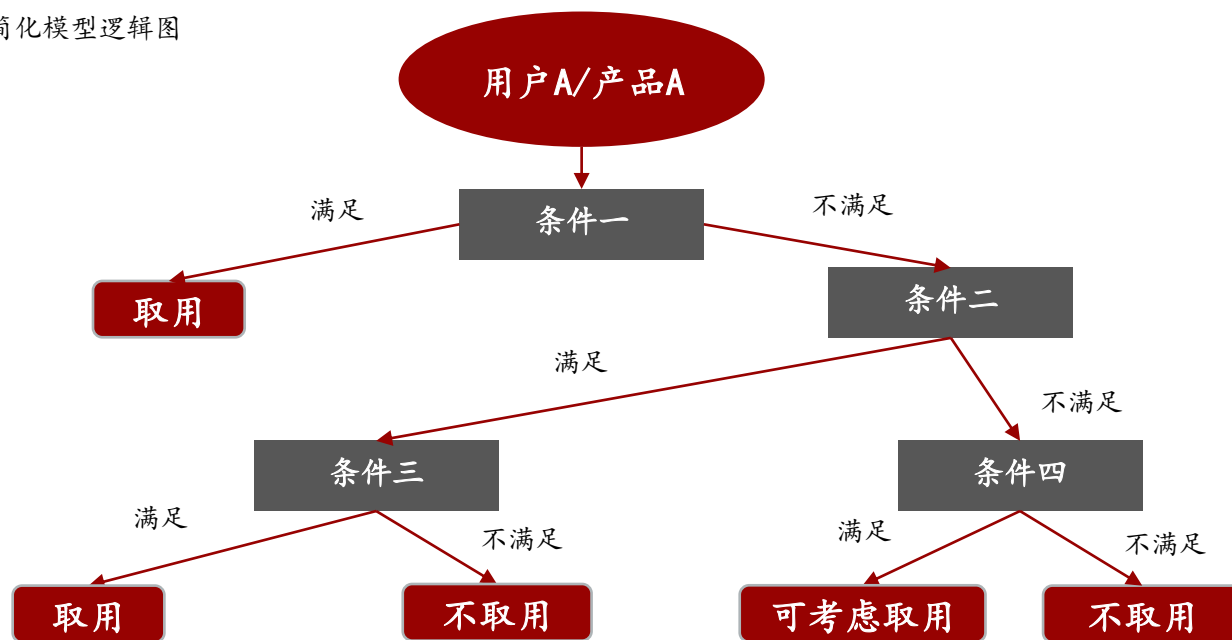 简化模型逻辑图
用户A/产品A
条件一
满足
不满足
取用
条件二
满足
不满足
条件三
条件四
满足
不满足
满足
不满足
取用
不取用
可考虑取用
不取用